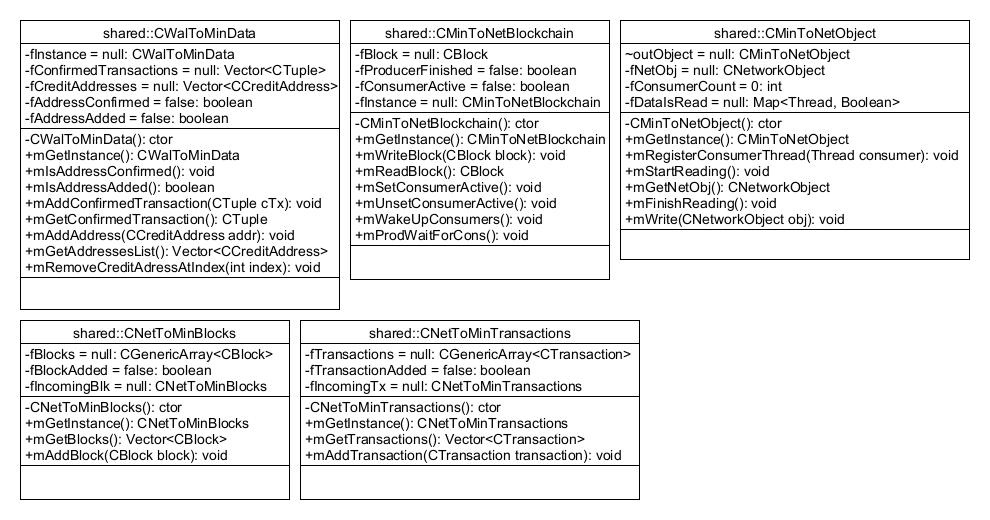 shared::CWalToMinData
-fInstance = null: CWalToMinData
-fConfirmedTransactions = null: Vector<CTuple>
-fCreditAddresses = null: Vector<CCreditAddress>
-fAddressConfirmed = false: boolean
-fAddressAdded = false: boolean
-CWalToMinData(): ctor
+mGetInstance(): CWalToMinData
+mIsAddressConfirmed(): void
+mIsAddressAdded(): boolean
+mAddConfirmedTransaction(CTuple cTx): void
+mGetConfirmedTransaction(): CTuple
+mAddAddress(CCreditAddress addr): void
+mGetAddressesList(): Vector<CCreditAddress>
+mRemoveCreditAdressAtIndex(int index): void
shared::CMinToNetBlockchain
-fBlock = null: CBlock
-fProducerFinished = false: boolean
-fConsumerActive = false: boolean
-fInstance = null: CMinToNetBlockchain
-CMinToNetBlockchain(): ctor
+mGetInstance(): CMinToNetBlockchain
+mWriteBlock(CBlock block): void
+mReadBlock(): CBlock
+mSetConsumerActive(): void
+mUnsetConsumerActive(): void
+mWakeUpConsumers(): void
+mProdWaitForCons(): void
shared::CMinToNetObject
~outObject = null: CMinToNetObject
-fNetObj = null: CNetworkObject
-fConsumerCount = 0: int
-fDataIsRead = null: Map<Thread, Boolean>
-CMinToNetObject(): ctor
+mGetInstance(): CMinToNetObject
+mRegisterConsumerThread(Thread consumer): void
+mStartReading(): void
+mGetNetObj(): CNetworkObject
+mFinishReading(): void
+mWrite(CNetworkObject obj): void
shared::CNetToMinBlocks
-fBlocks = null: CGenericArray<CBlock>
-fBlockAdded = false: boolean
-fIncomingBlk = null: CNetToMinBlocks
-CNetToMinBlocks(): ctor
+mGetInstance(): CNetToMinBlocks
+mGetBlocks(): Vector<CBlock>
+mAddBlock(CBlock block): void
shared::CNetToMinTransactions
-fTransactions = null: CGenericArray<CTransaction>
-fTransactionAdded = false: boolean
-fIncomingTx = null: CNetToMinTransactions
-CNetToMinTransactions(): ctor
+mGetInstance(): CNetToMinTransactions
+mGetTransactions(): Vector<CTransaction>
+mAddTransaction(CTransaction transaction): void